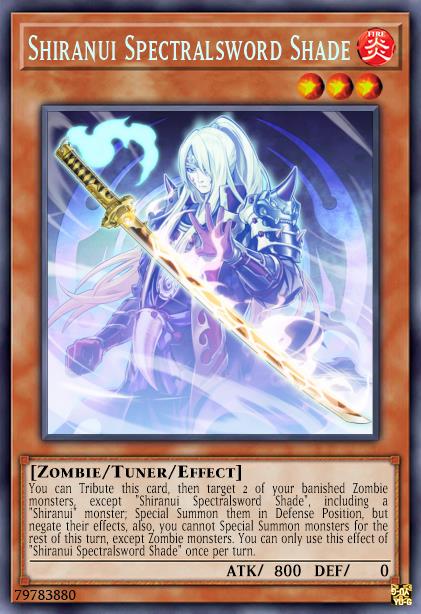 Shiranui Spectralsword Shade
FIRE
炎
[Zombie/Tuner/Effect]
You can Tribute this card, then target 2 of your banished Zombie
monsters, except "Shiranui Spectralsword Shade", including a
"Shiranui" monster; Special Summon them in Defense Position, but
negate their effects, also, you cannot Special Summon monsters for the
rest of this turn, except Zombie monsters. You can only use this effect of
"Shiranui Spectralsword Shade" once per turn.
ATK/ 800 DEF/ 0
79783880